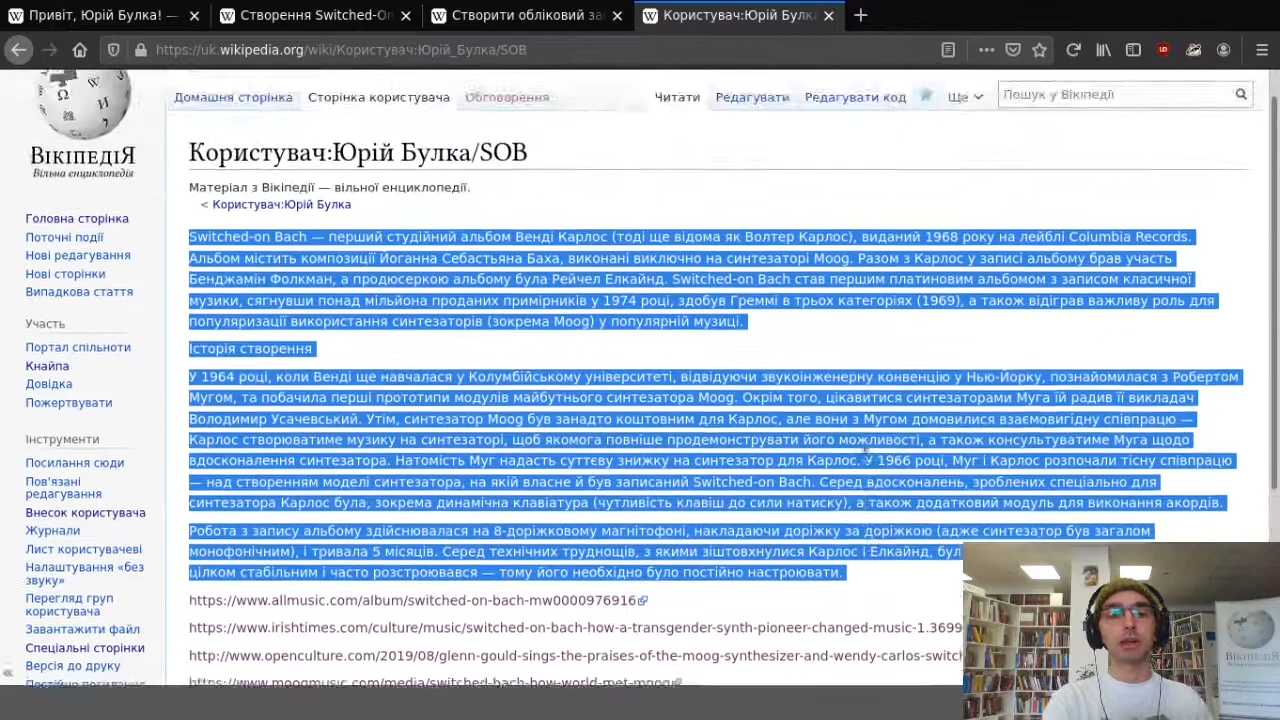 Привіт, Юрій Булка! —
Створення Switched-On
Створити обліковий за
Користувач:Юрій Булка
https://uk.wikipedia.org/wiki/Користувач:Юрій_Булка/SOB
Домашня сторінка
Сторінка користувача
Обговорення
Читати
Редагувати
Редагувати код
Ще
Пошук у Вікіпедії
ВІКІПЕДІЯ
Вільна енциклопедія
Головна сторінка
Поточні події
Нові редагування
Нові сторінки
Випадкова стаття
Участь
Портал спільноти
Кнайпа
Довідка
Пожертвувати
Інструменти
Посилання сюди
Пов'язані
редагування
Внесок користувача
Журнали
Лист користувачеві
Налаштування «без
звуку»
Перегляд груп
користувача
Завантажити файл
Спеціальні сторінки
Версія до друку
Користувач:Юрій Булка/SOB
Матеріал з Вікіпедії — вільної енциклопедії.
< Користувач:Юрій Булка
Switched-on Bach — перший студійний альбом Венді Карлос (тоді ще відома як Волтер Карлос), виданий 1968 року на лейблі Columbia Records.
Альбом містить композиції Йоганна Себастьяна Баха, виконані виключно на синтезаторі Moog. Разом з Карлос у записі альбому брав участь
Бенджамін Фолкман, а продюсеркою альбому була Рейчел Елкайнд. Switched-on Bach став першим платиновим альбомом з записом класичної
музики, сягнувши понад мільйона проданих примірників у 1974 році, здобув Греммі в трьох категоріях (1969), а також відіграв важливу роль для
популяризації використання синтезаторів (зокрема Moog) у популярній музиці.
Історія створення
У 1964 році, коли Венді ще навчалася у Колумбійському університеті, відвідуючи звукоінженерну конвенцію у Нью-Йорку, познайомилася з Робертом
Мугом, та побачила перші прототипи модулів майбутнього синтезатора Moog. Окрім того, цікавитися синтезаторами Муга їй радив її викладач
Володимир Усачевський. Утім, синтезатор Moog був занадто коштовним для Карлос, але вони з Мугом домовилися взаємовигідну співпрацю —
Карлос створюватиме музику на синтезаторі, щоб якомога повніше продемонструвати його можливості, а також консультуватиме Муга щодо
вдосконалення синтезатора. Натомість Муг надасть суттєву знижку на синтезатор для Карлос. У 1966 році, Муг і Карлос розпочали тісну співпрацю
— над створенням моделі синтезатора, на якій власне й був записаний Switched-on Bach. Серед вдосконалень, зроблених спеціально для
синтезатора Карлос була, зокрема динамічна клавіатура (чутливість клавіш до сили натиску), а також додатковий модуль для виконання акордів.
Робота з запису альбому здійснювалася на 8-доріжковому магнітофоні, накладаючи доріжку за доріжкою (адже синтезатор був загалом
монофонічним), і тривала 5 місяців. Серед технічних труднощів, з якими зіштовхнулися Карлос і Елкайнд, бул
цілком стабільним і часто розстроювався — тому його необхідно було постійно настроювати.
https://www.allmusic.com/album/switched-on-bach-mw0000976916
https://www.irishtimes.com/culture/music/switched-on-bach-how-a-transgender-synth-pioneer-changed-music-1.3699
http://www.openculture.com/2019/08/glenn-gould-sings-the-praises-of-the-moog-synthesizer-and-wendy-carlos-switch
https://www.moogmusic.com/media/switched-bach-how-world-met-moog